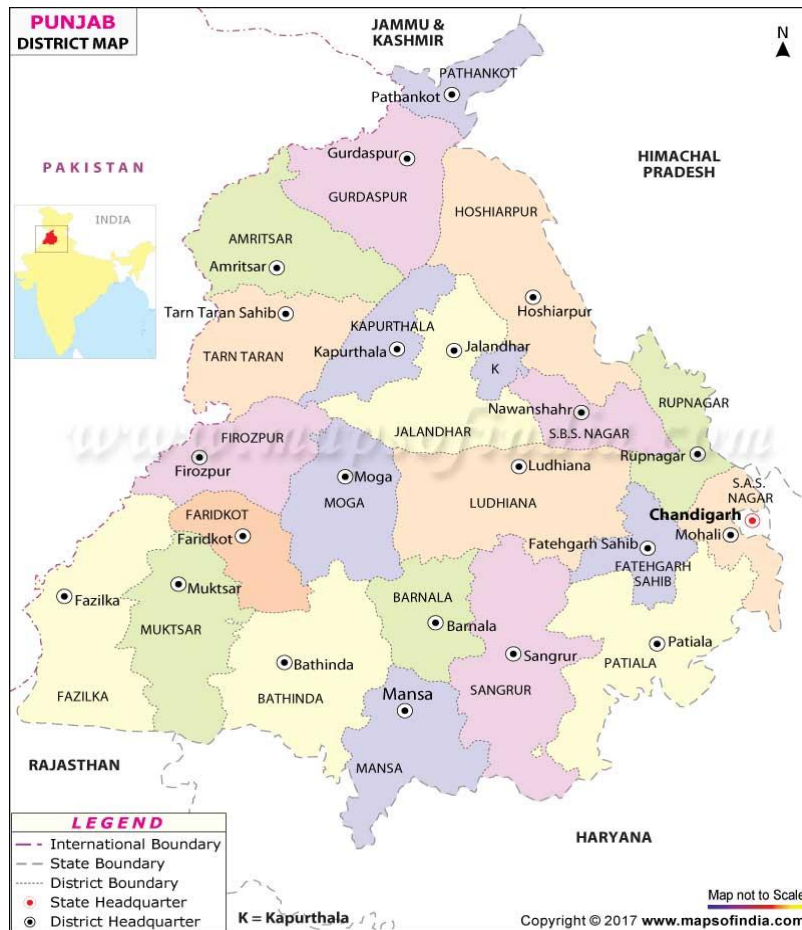 PUNJAB
DISTRICT MAP
JAMMU &
KASHMIR
N
PATHANKOT
Pathankot
PAKISTAN
Gurdaspur
GURDASPUR
HIMACHAL
PRADESH
INDIA
HOSHIARPUR
AMRITSAR
Amritsar
Hoshiarpur
Tarn Taran Sahib
TARN TARAN
KAPURTHALA
Kapurthala
Jalandhar
K
JALANDHAR
Nawanshahr
S.B.S. NAGAR
RUPNAGAR
Rupnagar
www.mapsofindia.com
FIROZPUR
Firozpur
Moga
MOGA
Ludhiana
LUDHIANA
S.A.S.
NAGAR
Chandigarh
Mohali
FARIDKOT
Faridkot
Fatehgarh Sahib
FATEHGARH
SAHIB
Fazilka
FAZILKA
Muktsar
MUKTSAR
BARNALA
Barnala
Bathinda
BATHINDA
Sangrur
SANGRUR
Patiala
PATIALA
Mansa
MANSA
RAJASTHAN
HARYANA
LEGEND
International Boundary
State Boundary
District Boundary
State Headquarter
District Headquarter
K = Kapurthala
Map not to Scale
Copyright © 2017 www.mapsofindia.com